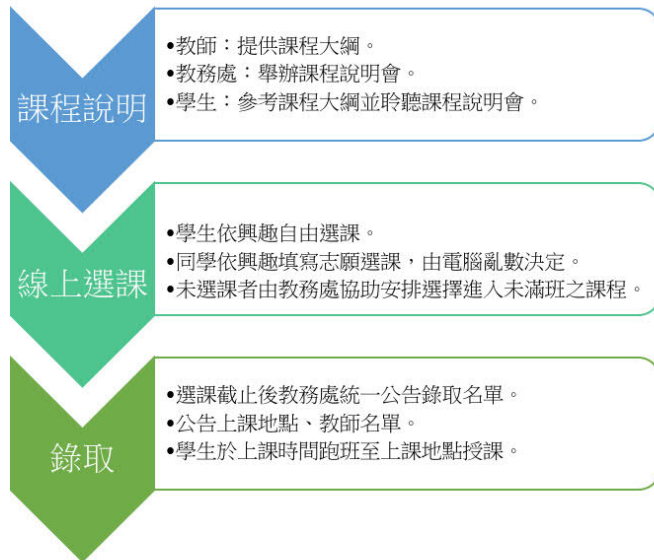 課程說明
•教師：提供課程大綱。
•教務處：舉辦課程說明會。
•學生：參考課程大綱並聆聽課程說明會。
線上選課
•學生依興趣自由選課。
•同學依興趣填寫志願選課，由電腦亂數決定。
•未選課者由教務處協助安排選擇進入未滿班之課程。
錄取
•選課截止後教務處統一公告錄取名單。
•公告上課地點、教師名單。
•學生於上課時間跑班至上課地點授課。